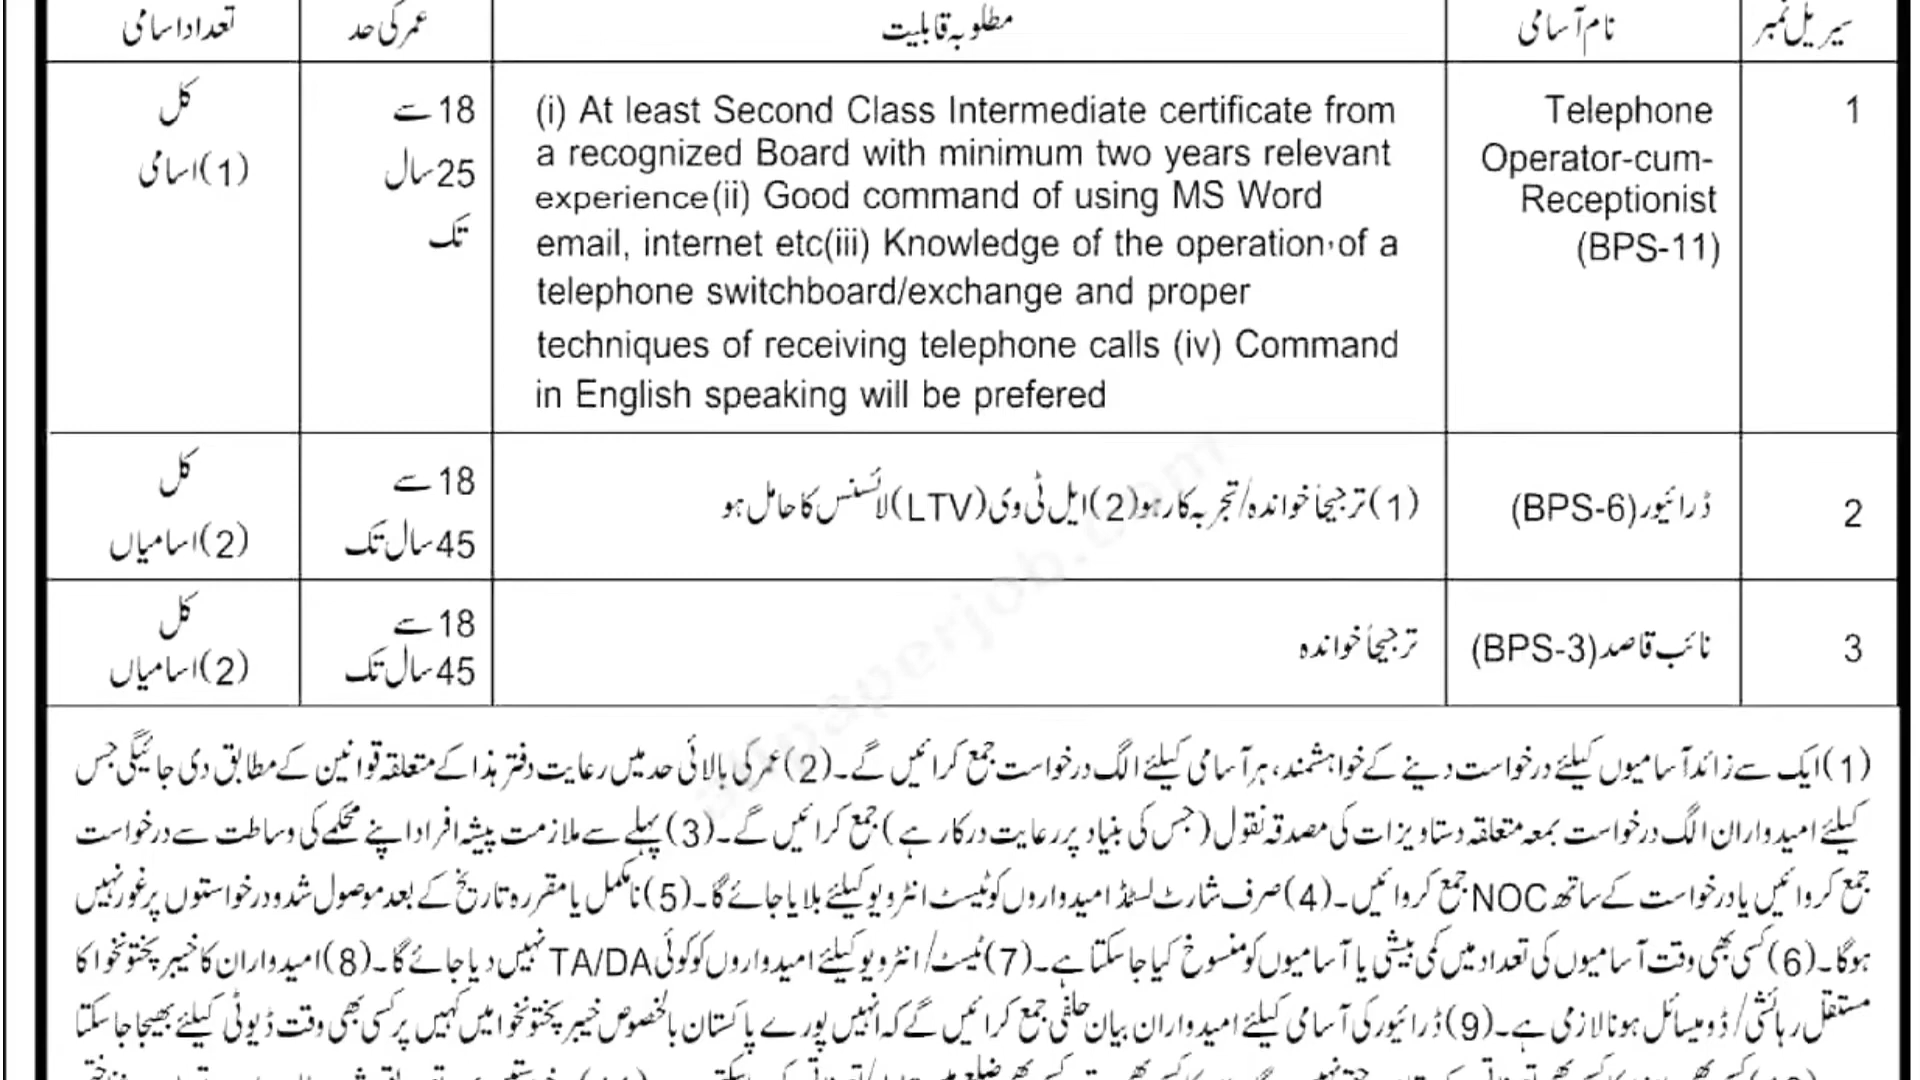 سیریل نمبر	نام آسامی	مطلوبہ قابلیت	عمر کی حد	تعداد اسامی
1
Telephone
Operator-cum-
Receptionist
(BPS-11)
(i) At least Second Class Intermediate certificate from
a recognized Board with minimum two years relevant
experience(ii) Good command of using MS Word
email, internet etc(iii) Knowledge of the operation of a
telephone switchboard/exchange and proper
techniques of receiving telephone calls (iv) Command
in English speaking will be prefered
18 سے
25 سال
تک
کل
(1) اسامی
2
ڈرائیور (BPS-6)
(1) ترجیحاً خواندہ/تجربہ کار ہو (2) ایل ٹی وی (LTV) لائسنس کا حامل ہو
18 سے
45 سال تک
کل
(2) اسامیاں
3
نائب قاصد (BPS-3)
ترجیحاً خواندہ
18 سے
45 سال تک
کل
(2) اسامیاں
(1) ایک سے زائد آسامیوں کیلئے درخواست دینے کے خواہشمند، ہر آسامی کیلئے الگ درخواست جمع کرائیں گے۔ (2) عمر کی بالائی حد میں رعایت دفتر ہذا کے متعلقہ قوانین کے مطابق دی جائیگی جس
کیلئے امیدواران الگ درخواست بمعہ متعلقہ دستاویزات کی مصدقہ نقول (جس کی بنیاد پر رعایت درکار ہے) جمع کرائیں گے۔ (3) پہلے سے ملازمت پیشہ افراد اپنے محکمے کی وساطت سے درخواست
جمع کروائیں یا درخواست کے ساتھ NOC جمع کروائیں۔ (4) صرف شارٹ لسٹڈ امیدواروں کو ٹیسٹ انٹرویو کیلئے بلایا جائے گا۔ (5) نامکمل یا مقررہ تاریخ کے بعد موصول شدہ درخواستوں پر غور نہیں
ہوگا۔ (6) کسی بھی وقت آسامیوں کی تعداد میں کمی بیشی یا آسامیوں کو منسوخ کیا جاسکتا ہے۔ (7) ٹیسٹ/انٹرویو کیلئے امیدواروں کو کوئی TA/DA نہیں دیا جائے گا۔ (8) امیدواران کا خیبر پختونخوا کا
مستقل رہائشی/ڈومیسائل ہونا لازمی ہے۔ (9) ڈرائیور کی آسامی کیلئے امیدواران بیان حلفی جمع کرائیں گے کہ انہیں پورے پاکستان بالخصوص خیبر پختونخوا میں کہیں پر کسی بھی وقت ڈیوٹی کیلئے بھیجا جاسکتا